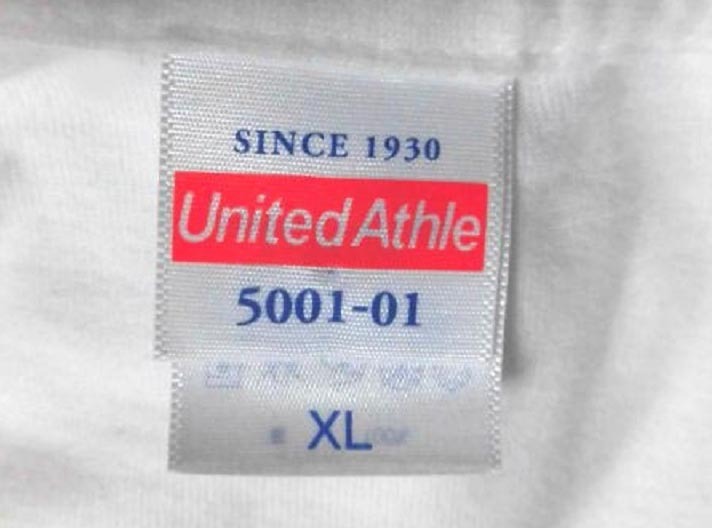 SINCE 1930
United Athle
5001-01
XL